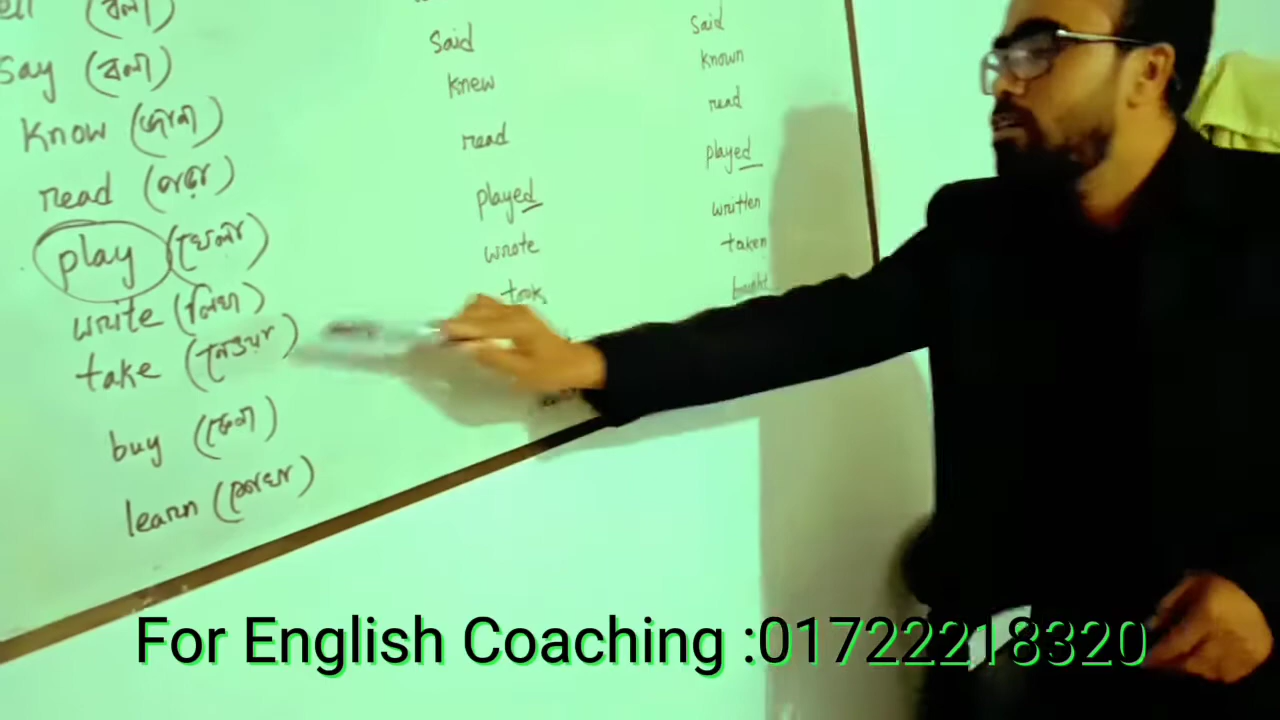 (বলা)
Say (বলা) Said Said
Know (জানা) knew known
read (পড়া) read read
play (খেলা) played played
write (লিখা) wrote written
take (নেওয়া) took taken
buy (কেনা) bought
learn (শেখা)
For English Coaching :01722218320